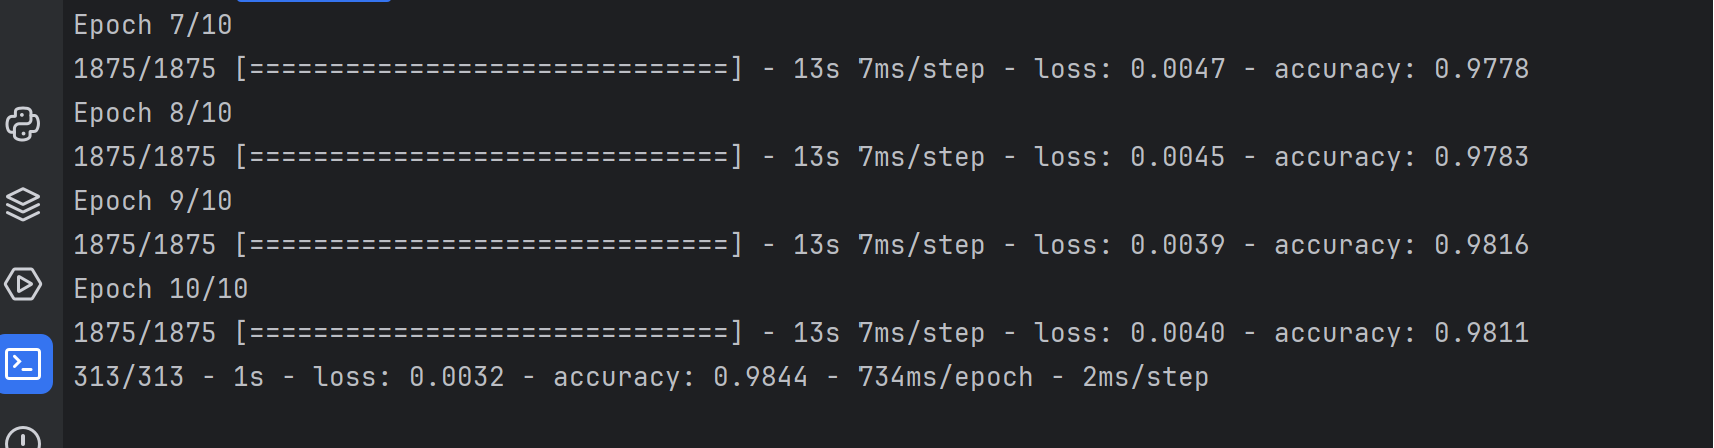 Epoch 7/10
1875/1875 [==============================] - 13s 7ms/step - loss: 0.0047 - accuracy: 0.9778
Epoch 8/10
1875/1875 [==============================] - 13s 7ms/step - loss: 0.0045 - accuracy: 0.9783
Epoch 9/10
1875/1875 [==============================] - 13s 7ms/step - loss: 0.0039 - accuracy: 0.9816
Epoch 10/10
1875/1875 [==============================] - 13s 7ms/step - loss: 0.0040 - accuracy: 0.9811
313/313 - 1s - loss: 0.0032 - accuracy: 0.9844 - 734ms/epoch - 2ms/step